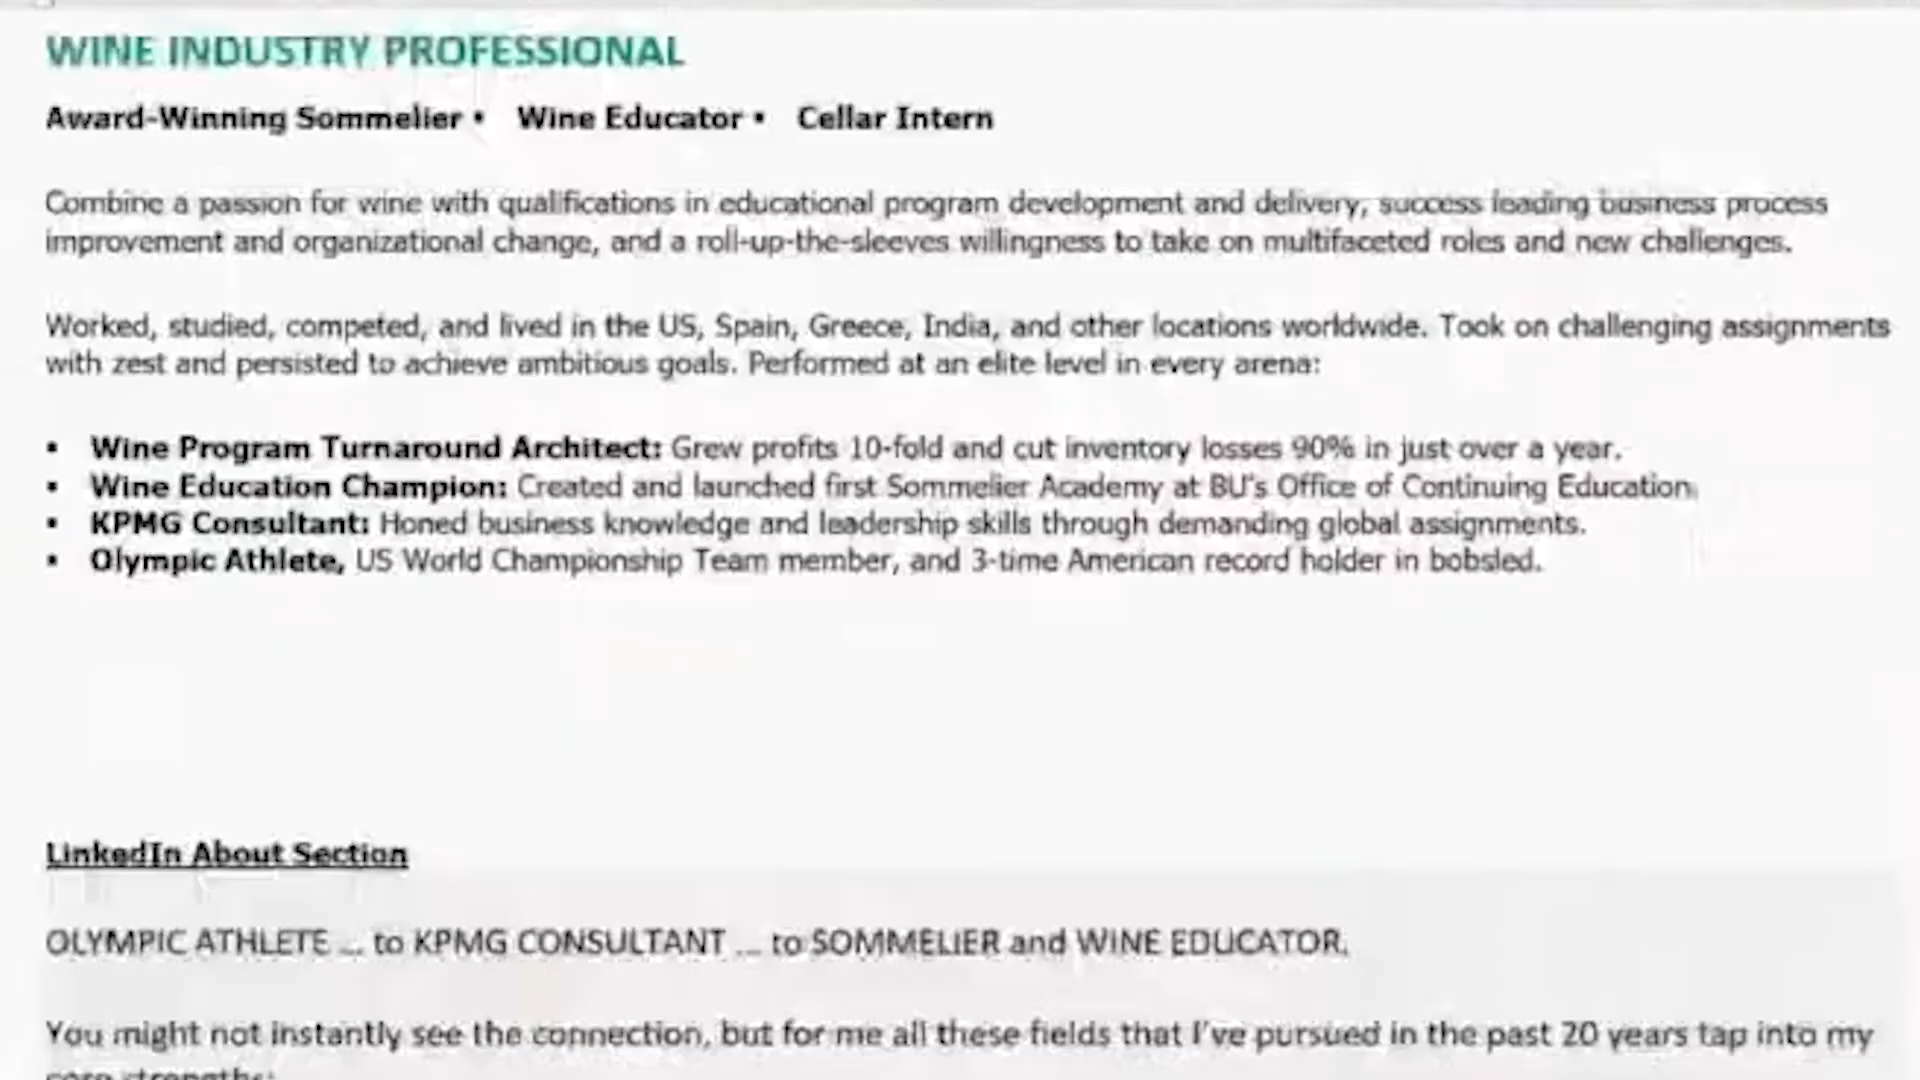 WINE INDUSTRY PROFESSIONAL
Award-Winning Sommelier ▪ Wine Educator ▪ Cellar Intern
Combine a passion for wine with qualifications in educational program development and delivery, success leading business process
improvement and organizational change, and a roll-up-the-sleeves willingness to take on multifaceted roles and new challenges.
Worked, studied, competed, and lived in the US, Spain, Greece, India, and other locations worldwide. Took on challenging assignments
with zest and persisted to achieve ambitious goals. Performed at an elite level in every arena:
▪ Wine Program Turnaround Architect: Grew profits 10-fold and cut inventory losses 90% in just over a year.
▪ Wine Education Champion: Created and launched first Sommelier Academy at BU's Office of Continuing Education.
▪ KPMG Consultant: Honed business knowledge and leadership skills through demanding global assignments.
▪ Olympic Athlete, US World Championship Team member, and 3-time American record holder in bobsled.
LinkedIn About Section
OLYMPIC ATHLETE ... to KPMG CONSULTANT ... to SOMMELIER and WINE EDUCATOR.
You might not instantly see the connection, but for me all these fields that I've pursued in the past 20 years tap into my
core strengths: